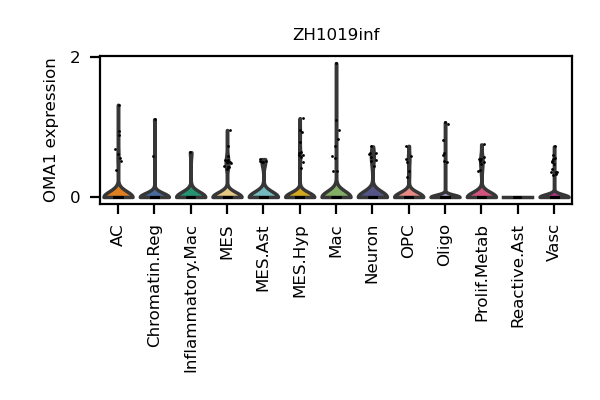 ZH1019inf
OMA1 expression
2
0
AC
Chromatin.Reg
Inflammatory.Mac
MES
MES.Ast
MES.Hyp
Mac
Neuron
OPC
Oligo
Prolif.Metab
Reactive.Ast
Vasc